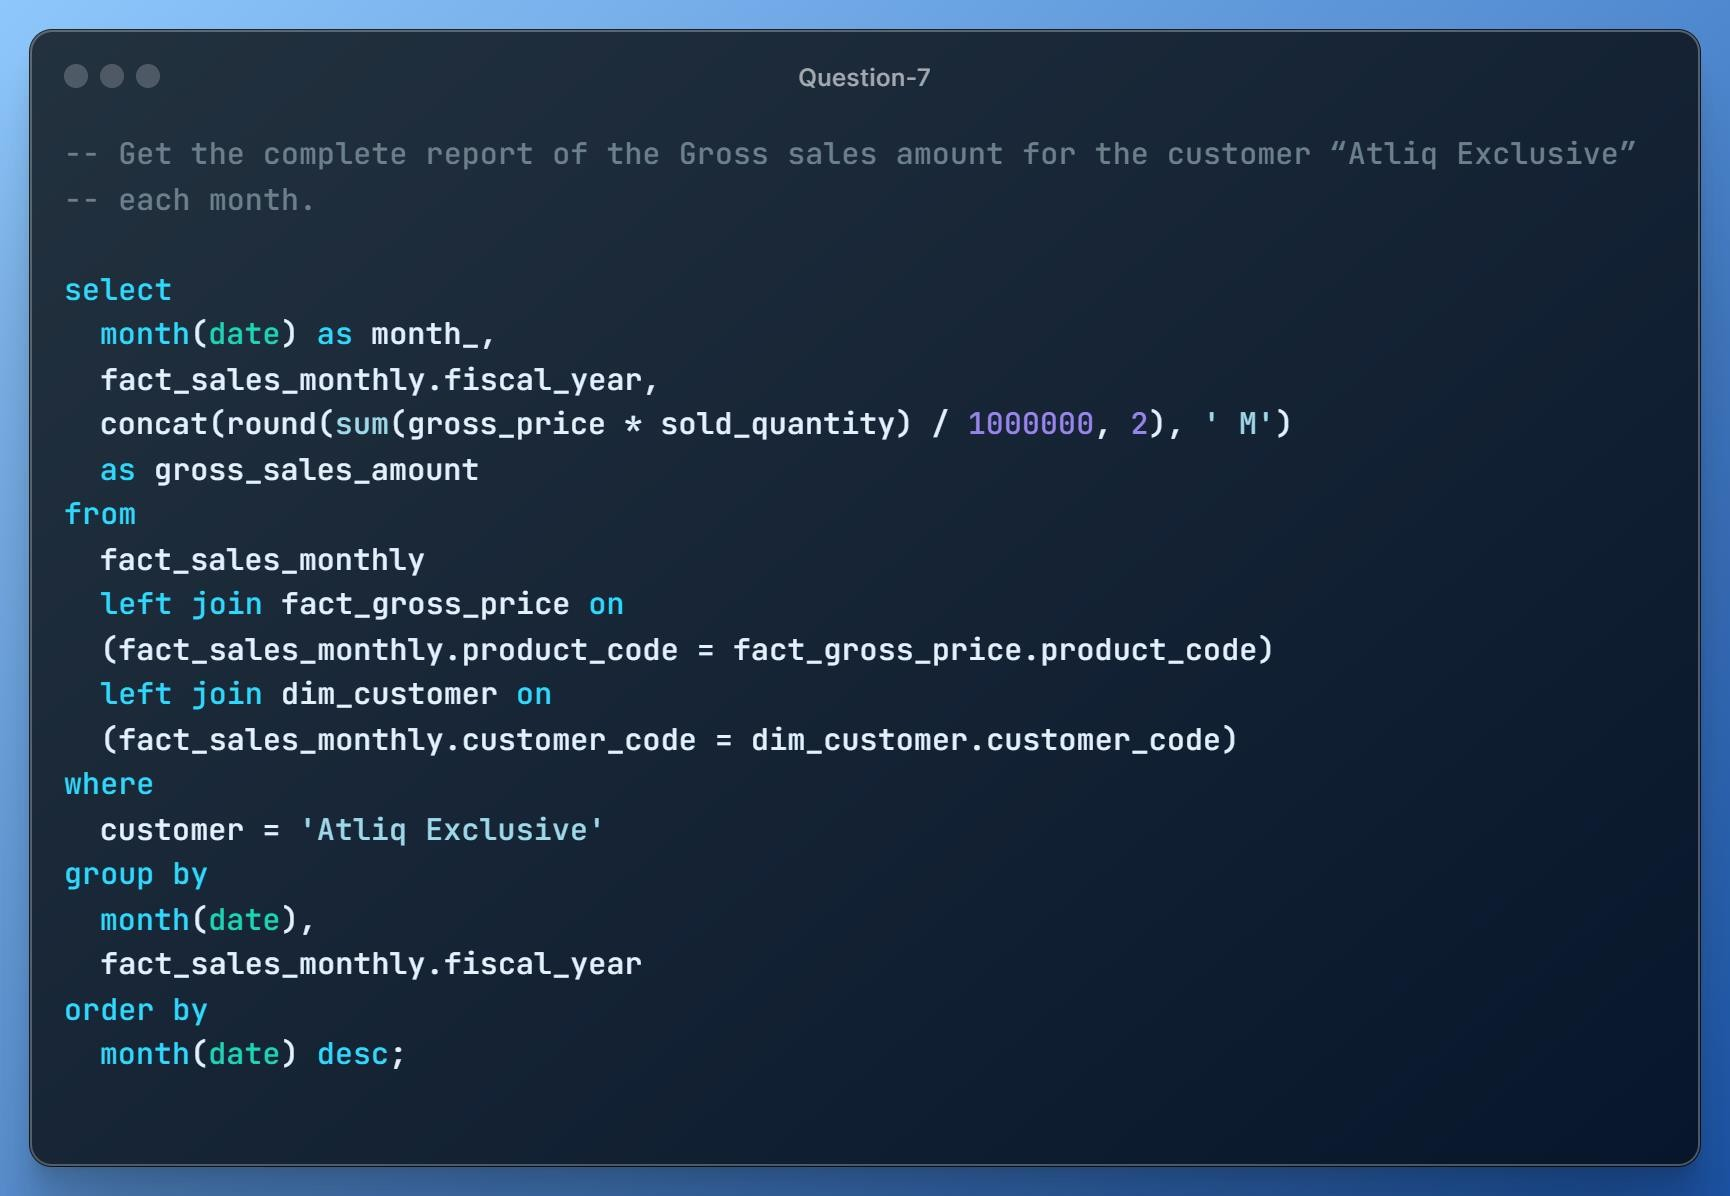 Question-7
-- Get the complete report of the Gross sales amount for the customer “Atliq Exclusive”
-- each month.
select
  month(date) as month_,
  fact_sales_monthly.fiscal_year,
  concat(round(sum(gross_price * sold_quantity) / 1000000, 2), ' M')
  as gross_sales_amount
from
  fact_sales_monthly
  left join fact_gross_price on
  (fact_sales_monthly.product_code = fact_gross_price.product_code)
  left join dim_customer on
  (fact_sales_monthly.customer_code = dim_customer.customer_code)
where
  customer = 'Atliq Exclusive'
group by
  month(date),
  fact_sales_monthly.fiscal_year
order by
  month(date) desc;